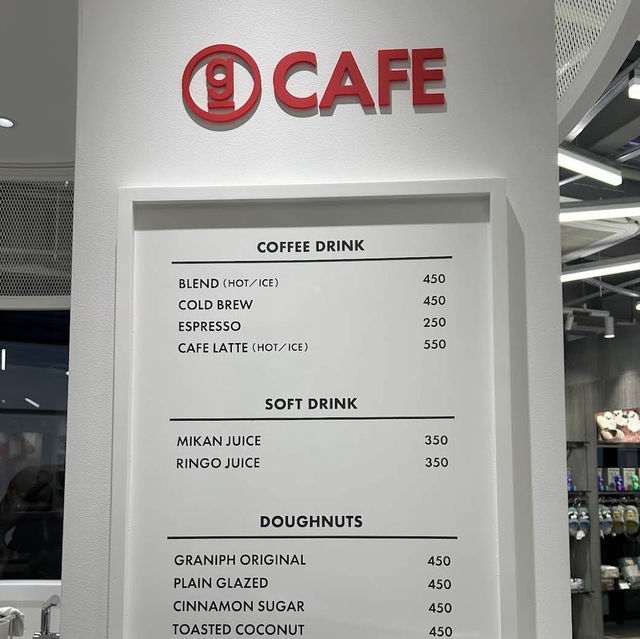 g CAFE
COFFEE DRINK
BLEND (HOT/ICE) 450
COLD BREW 450
ESPRESSO 250
CAFE LATTE (HOT/ICE) 550
SOFT DRINK
MIKAN JUICE 350
RINGO JUICE 350
DOUGHNUTS
GRANIPH ORIGINAL 450
PLAIN GLAZED 450
CINNAMON SUGAR 450
TOASTED COCONUT 450